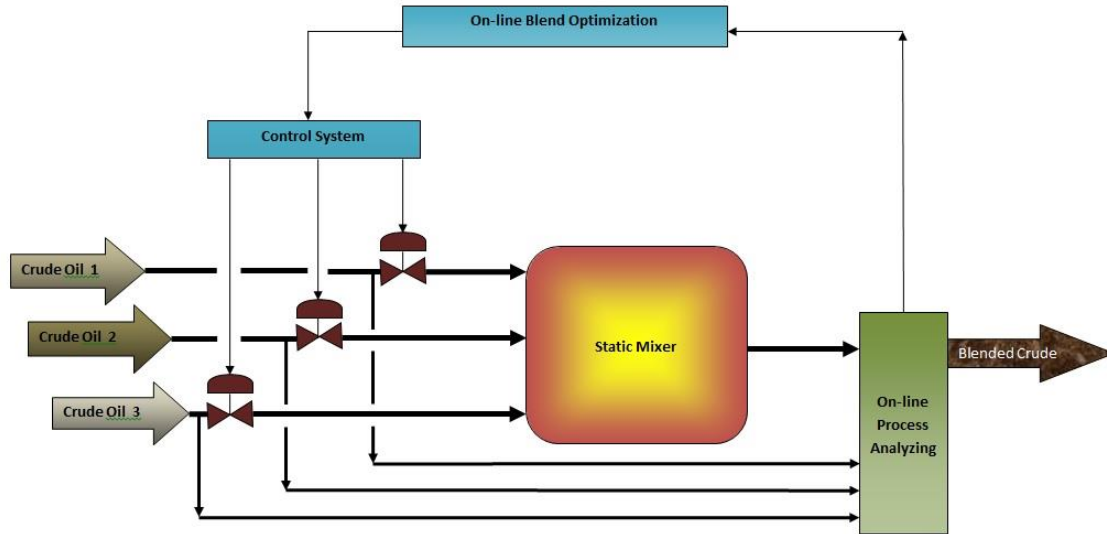 On-line Blend Optimization
Control System
Crude Oil 1
Crude Oil 2
Crude Oil 3
Static Mixer
Blended Crude
On-line
Process
Analyzing